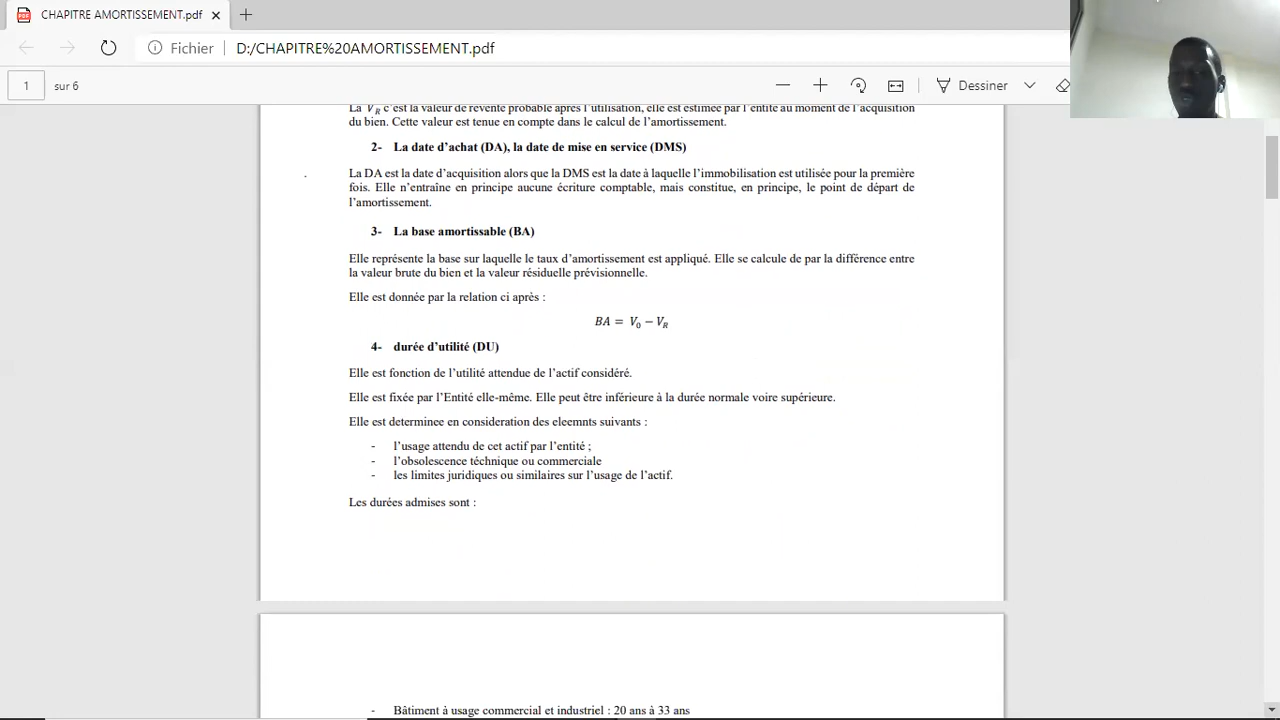 CHAPITRE AMORTISSEMENT.pdf
Fichier
D:/CHAPITRE%20AMORTISSEMENT.pdf
1 sur 6
Dessiner
La V R c'est la valeur de revente probable après l'utilisation, elle est estimée par l'entité au moment de l'acquisition
du bien. Cette valeur est tenue en compte dans le calcul de l'amortissement.
2- La date d'achat (DA), la date de mise en service (DMS)
La DA est la date d'acquisition alors que la DMS est la date à laquelle l'immobilisation est utilisée pour la première
fois. Elle n'entraîne en principe aucune écriture comptable, mais constitue, en principe, le point de départ de
l'amortissement.
3- La base amortissable (BA)
Elle représente la base sur laquelle le taux d'amortissement est appliqué. Elle se calcule de par la différence entre
la valeur brute du bien et la valeur résiduelle prévisionnelle.
Elle est donnée par la relation ci après :
BA = V0 − VR
4- durée d'utilité (DU)
Elle est fonction de l'utilité attendue de l'actif considéré.
Elle est fixée par l'Entité elle-même. Elle peut être inférieure à la durée normale voire supérieure.
Elle est determinee en consideration des eleemnts suivants :
- l'usage attendu de cet actif par l'entité ;
- l'obsolescence téchnique ou commerciale
- les limites juridiques ou similaires sur l'usage de l'actif.
Les durées admises sont :
- Bâtiment à usage commercial et industriel : 20 ans à 33 ans